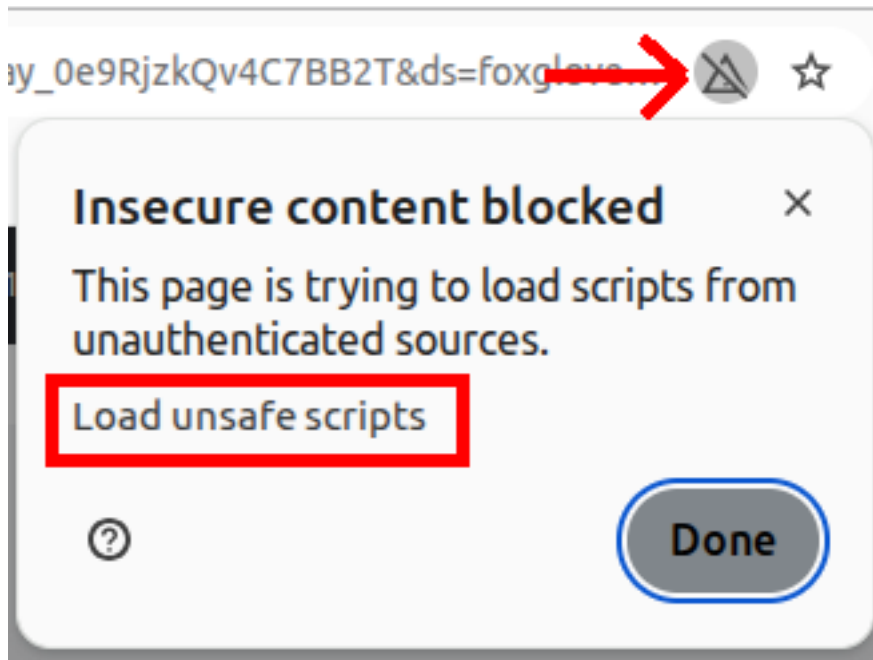 ay_0e9RjzkQv4C7BB2T&ds=foxglove...
Insecure content blocked
This page is trying to load scripts from
unauthenticated sources.
Load unsafe scripts
Done